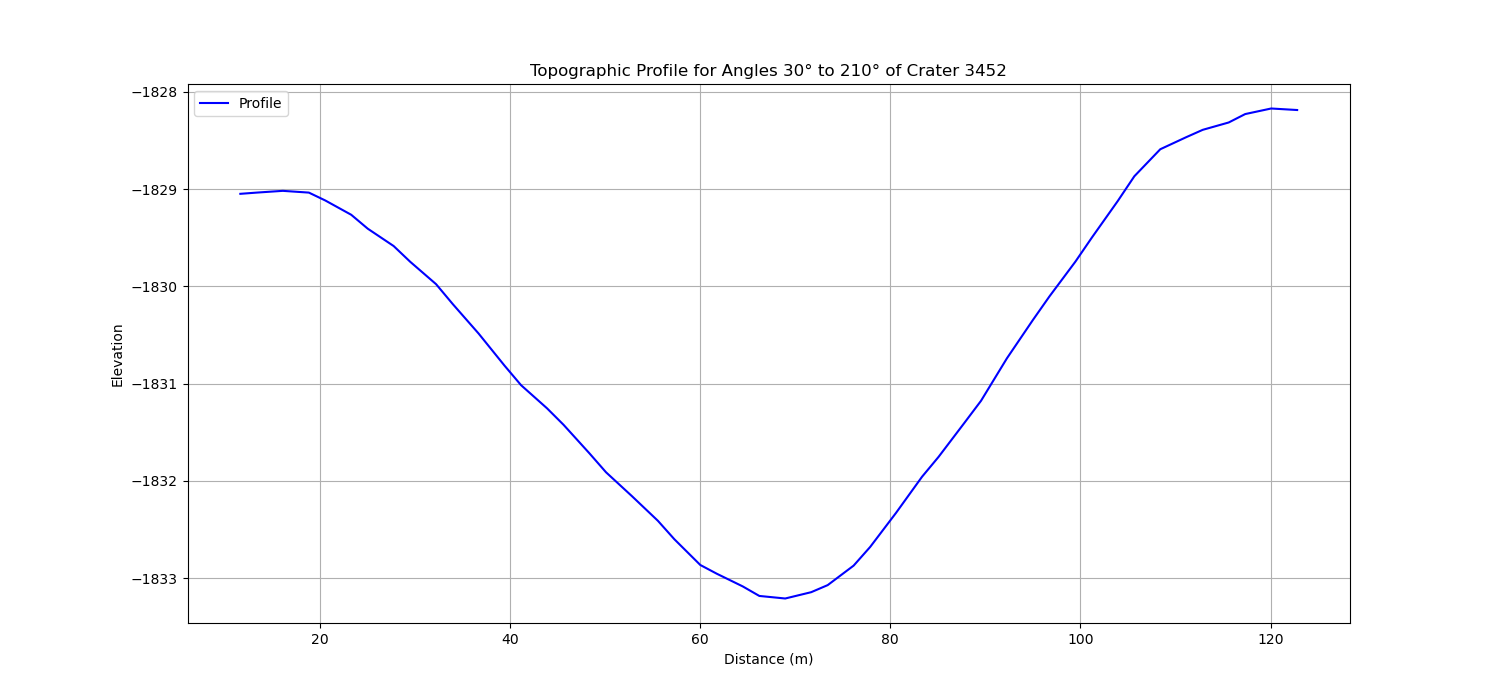 Topographic Profile for Angles 30° to 210° of Crater 3452
Profile
Elevation
−1828
−1829
−1830
−1831
−1832
−1833
20 40 60 80 100 120
Distance (m)